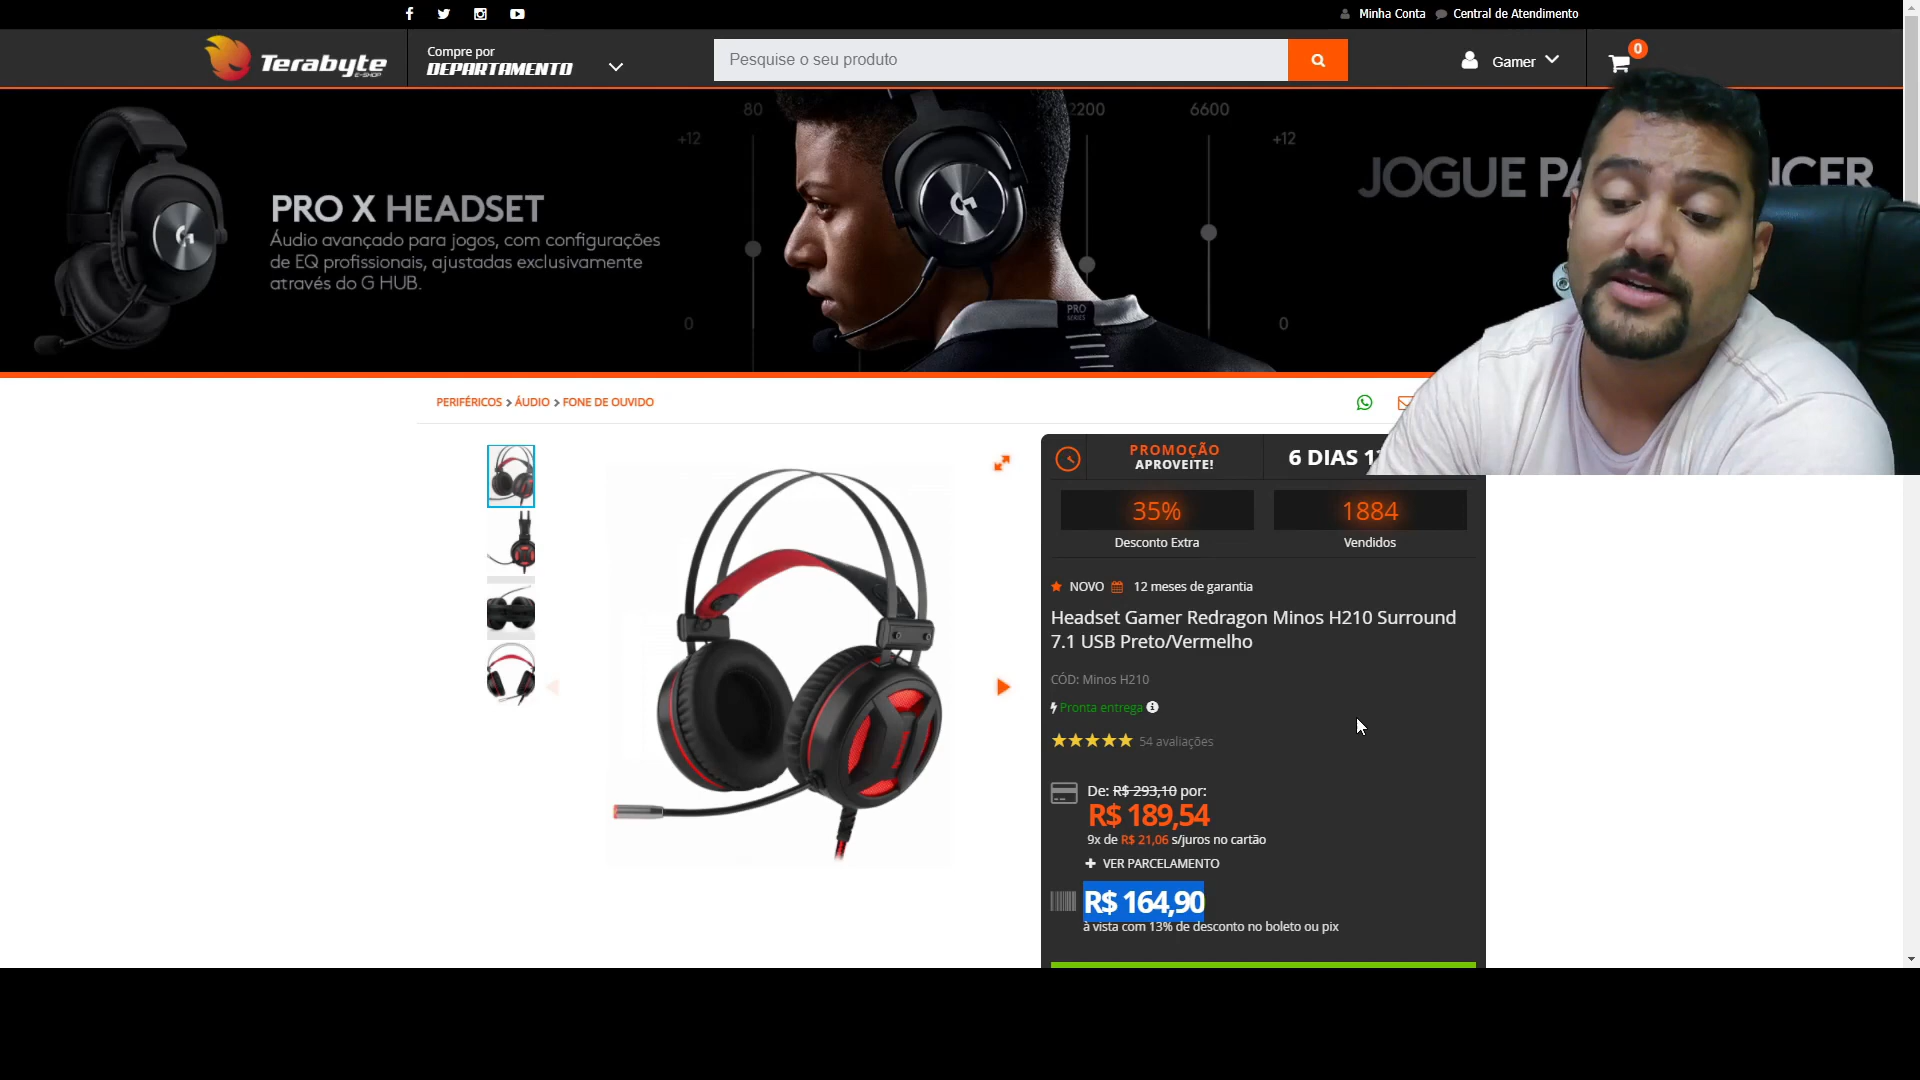 Minha Conta
Central de Atendimento
Terabyte
E-SHOP
Compre por
DEPARTAMENTO
Pesquise o seu produto
Gamer
0
80
2200
6600
+12
+12
PRO X HEADSET
Áudio avançado para jogos, com configurações
de EQ profissionais, ajustadas exclusivamente
através do G HUB.
JOGUE
PRO
SERIES
0
0
PERIFÉRICOS > ÁUDIO > FONE DE OUVIDO
PROMOÇÃO
APROVEITE!
6 DIAS
35%
Desconto Extra
1884
Vendidos
NOVO
12 meses de garantia
Headset Gamer Redragon Minos H210 Surround
7.1 USB Preto/Vermelho
CÓD: Minos H210
Pronta entrega
54 avaliações
De: R$ 293,10 por:
R$ 189,54
9x de R$ 21,06 s/juros no cartão
+ VER PARCELAMENTO
R$ 164,90
à vista com 13% de desconto no boleto ou pix